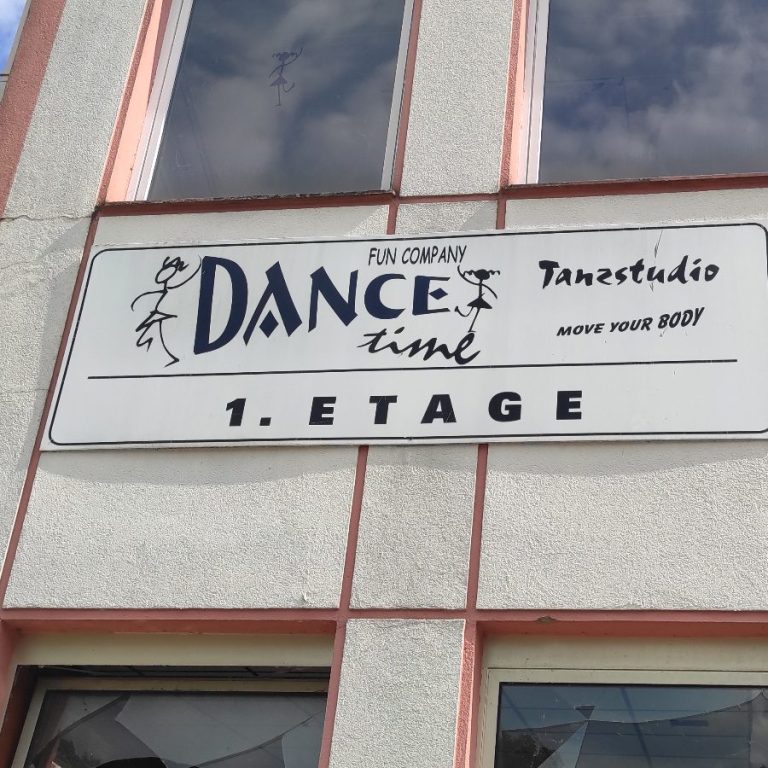 FUN COMPANY
DANCE
time
Tanzstudio
MOVE YOUR BODY
1. ETAGE